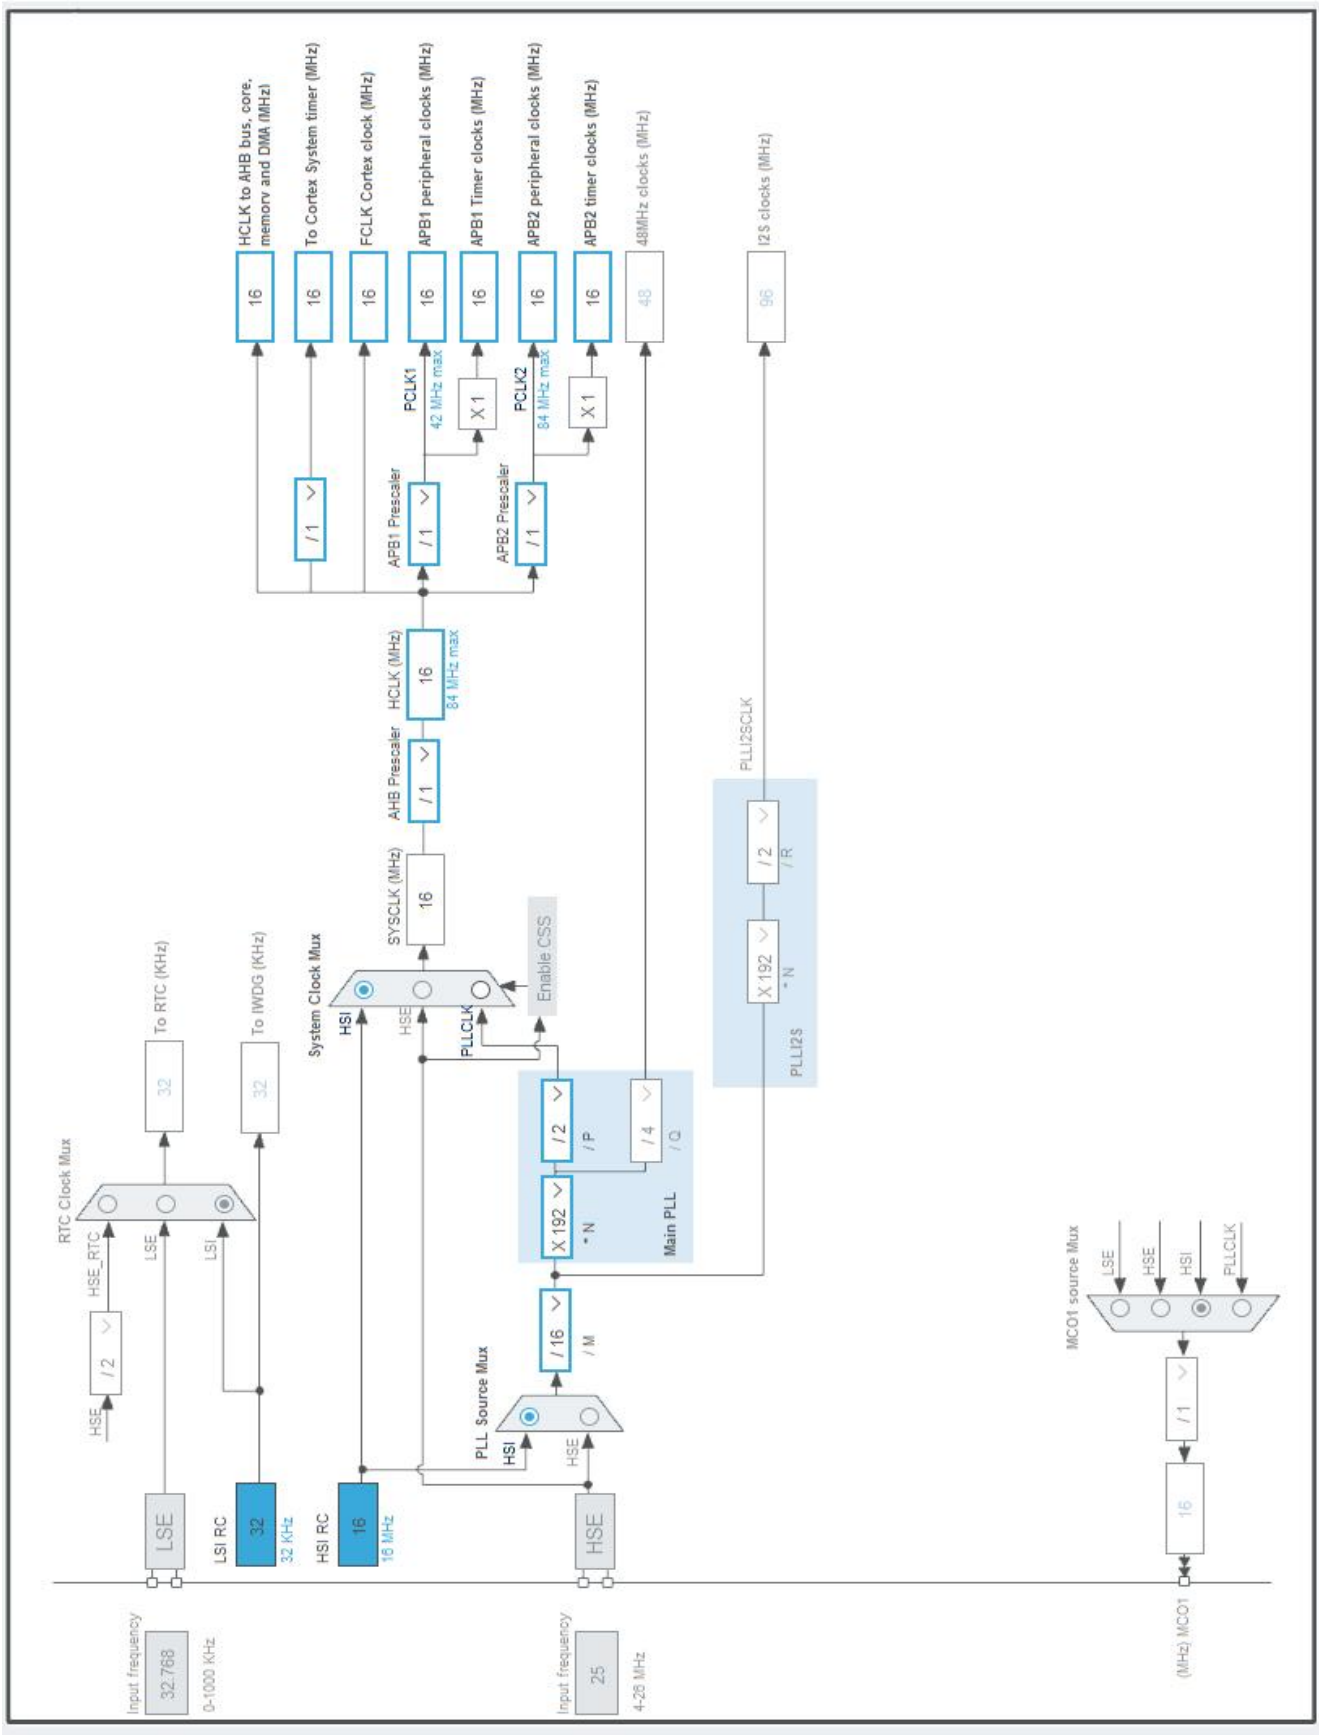 RTC Clock Mux
HSE
/ 2
HSE_RTC
Input frequency
32.768
0-1000 KHz
LSE
LSE
32
To RTC (KHz)
LSI
LSI RC
32
32 KHz
32
To IWDG (KHz)
HSI RC
16
16 MHz
System Clock Mux
HSI
HSE
PLLCLK
Enable CSS
SYSCLK (MHz)
16
AHB Prescaler
/ 1
HCLK (MHz)
16
84 MHz max
16
HCLK to AHB bus, core,
memory and DMA (MHz)
/ 1
16
To Cortex System timer (MHz)
16
FCLK Cortex clock (MHz)
APB1 Prescaler
/ 1
PCLK1
42 MHz max
16
APB1 peripheral clocks (MHz)
X 1
16
APB1 Timer clocks (MHz)
APB2 Prescaler
/ 1
PCLK2
84 MHz max
16
APB2 peripheral clocks (MHz)
X 1
16
APB2 timer clocks (MHz)
48
48MHz clocks (MHz)
PLL Source Mux
HSI
HSE
Input frequency
25
4-26 MHz
HSE
/ 16
/ M
X 192
* N
/ 2
/ P
/ 4
/ Q
Main PLL
X 192
* N
/ 2
/ R
PLLI2S
PLLI2SCLK
96
I2S clocks (MHz)
MCO1 source Mux
LSE
HSE
HSI
PLLCLK
/ 1
16
(MHz) MCO1